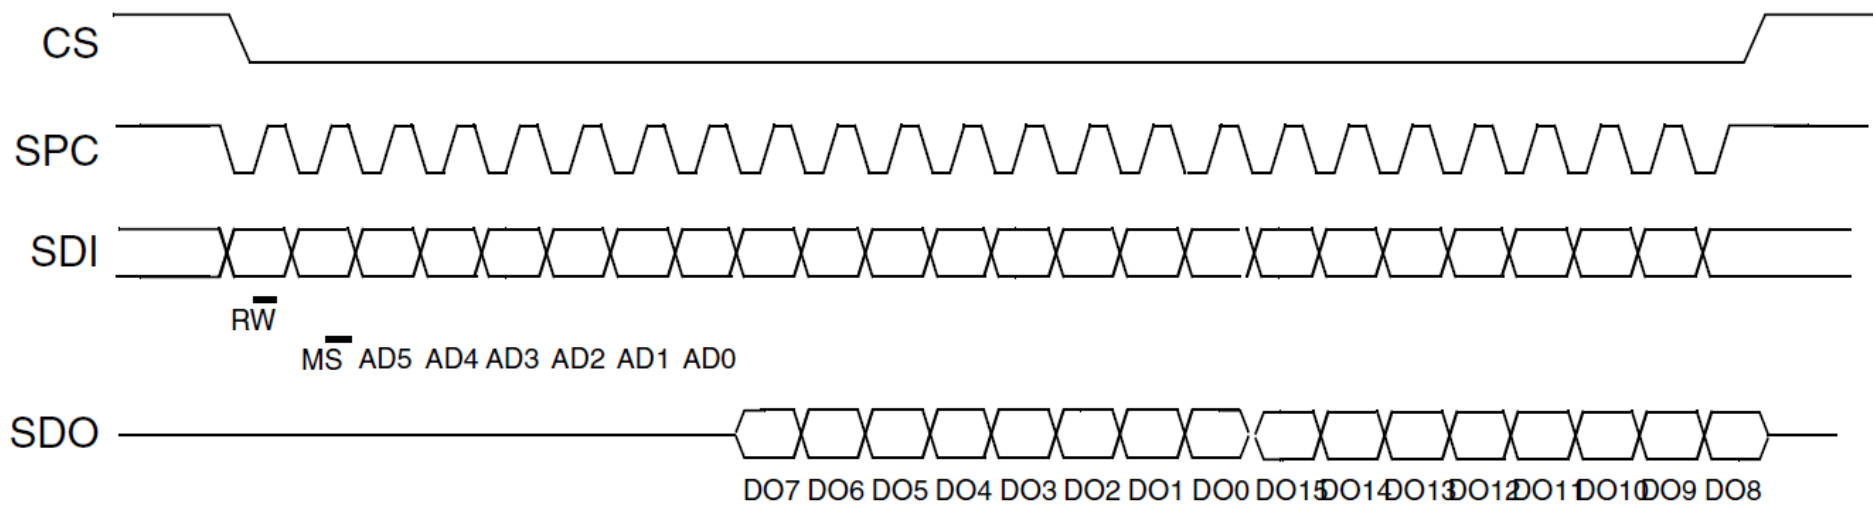 CS
SPC
SDI
RW
MS AD5 AD4 AD3 AD2 AD1 AD0
SDO
DO7 DO6 DO5 DO4 DO3 DO2 DO1 DO0 DO15 DO14 DO13 DO12 DO11 DO10 DO9 DO8